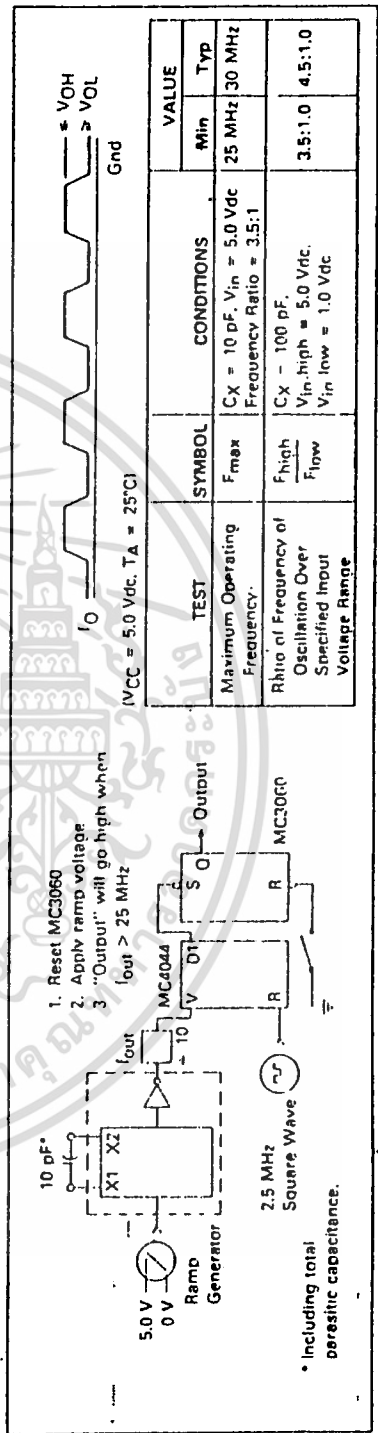 1. Reset MC3060
2. Apply ramp voltage
3 "Output" will go high when
fout > 25 MHz
10 pF*
X1 X2
fout
÷ 10
MC4044
V D1
R
S Q
R
Output
MC3060
5.0 V
0 V
Ramp
Generator
2.5 MHz
Square Wave
* Including total
parasitic capacitance.
fO
≤ VOH
≥ VOL
Gnd
(VCC = 5.0 Vdc, TA = 25°C)
TEST SYMBOL CONDITIONS VALUE
Min Typ
Maximum Operating Frequency. Fmax CX = 10 pF, Vin = 5.0 Vdc 25 MHz 30 MHz
Frequency Ratio = 3.5:1
Ratio of Frequency of Fhigh CX - 100 pF, 3.5:1.0 4.5:1.0
Oscillation Over Flow Vin.high = 5.0 Vdc.
Specified Input Vin low = 1.0 Vdc
Voltage Range